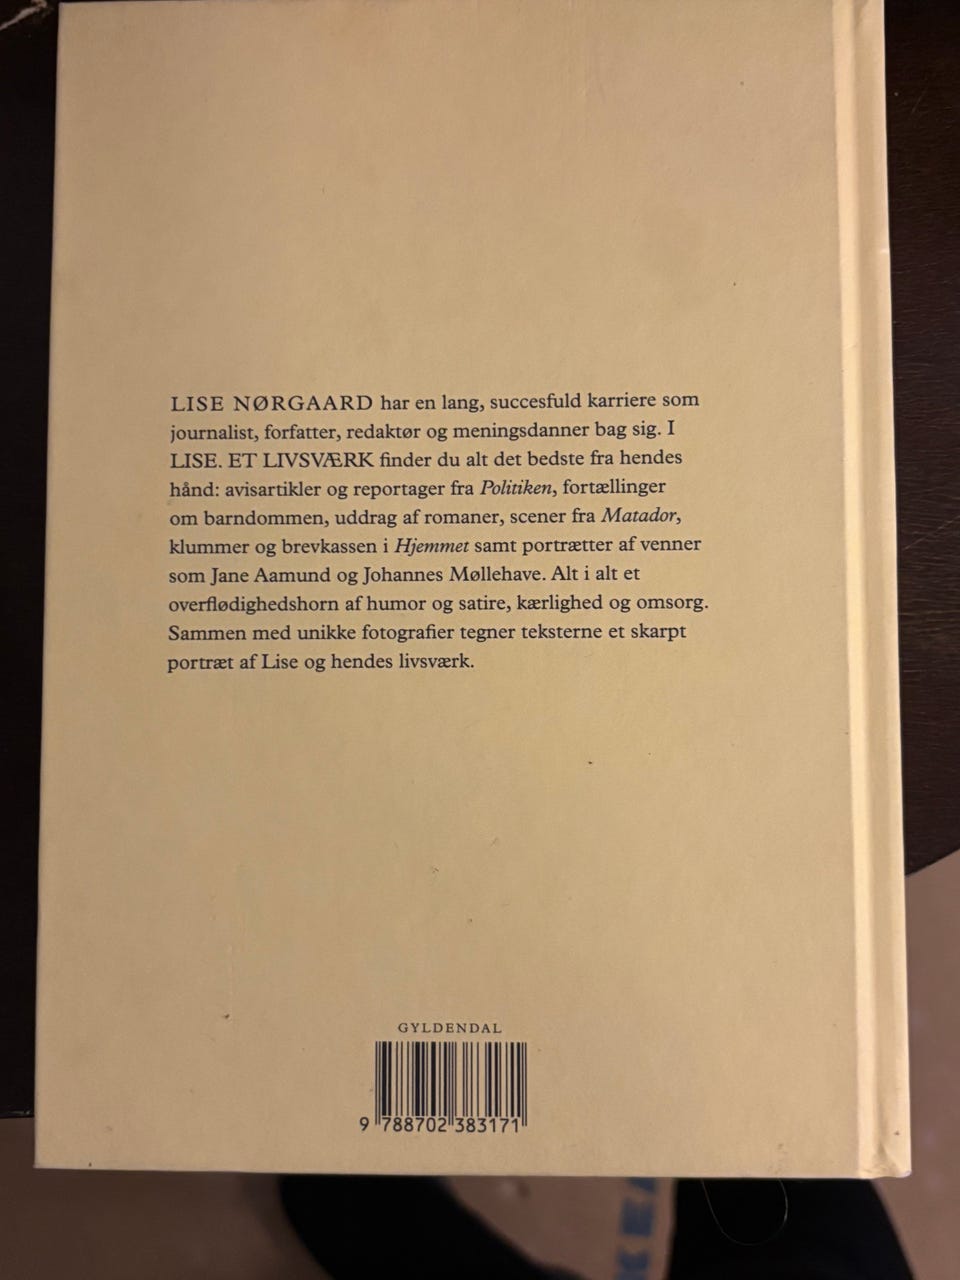 LISE NØRGAARD har en lang, succesfuld karriere som
journalist, forfatter, redaktør og meningsdanner bag sig. I
LISE. ET LIVSVÆRK finder du alt det bedste fra hendes
hånd: avisartikler og reportager fra Politiken, fortællinger
om barndommen, uddrag af romaner, scener fra Matador,
klummer og brevkassen i Hjemmet samt portrætter af venner
som Jane Aamund og Johannes Møllehave. Alt i alt et
overflødighedshorn af humor og satire, kærlighed og omsorg.
Sammen med unikke fotografier tegner teksterne et skarpt
portræt af Lise og hendes livsværk.
GYLDENDAL
9 788702 383171